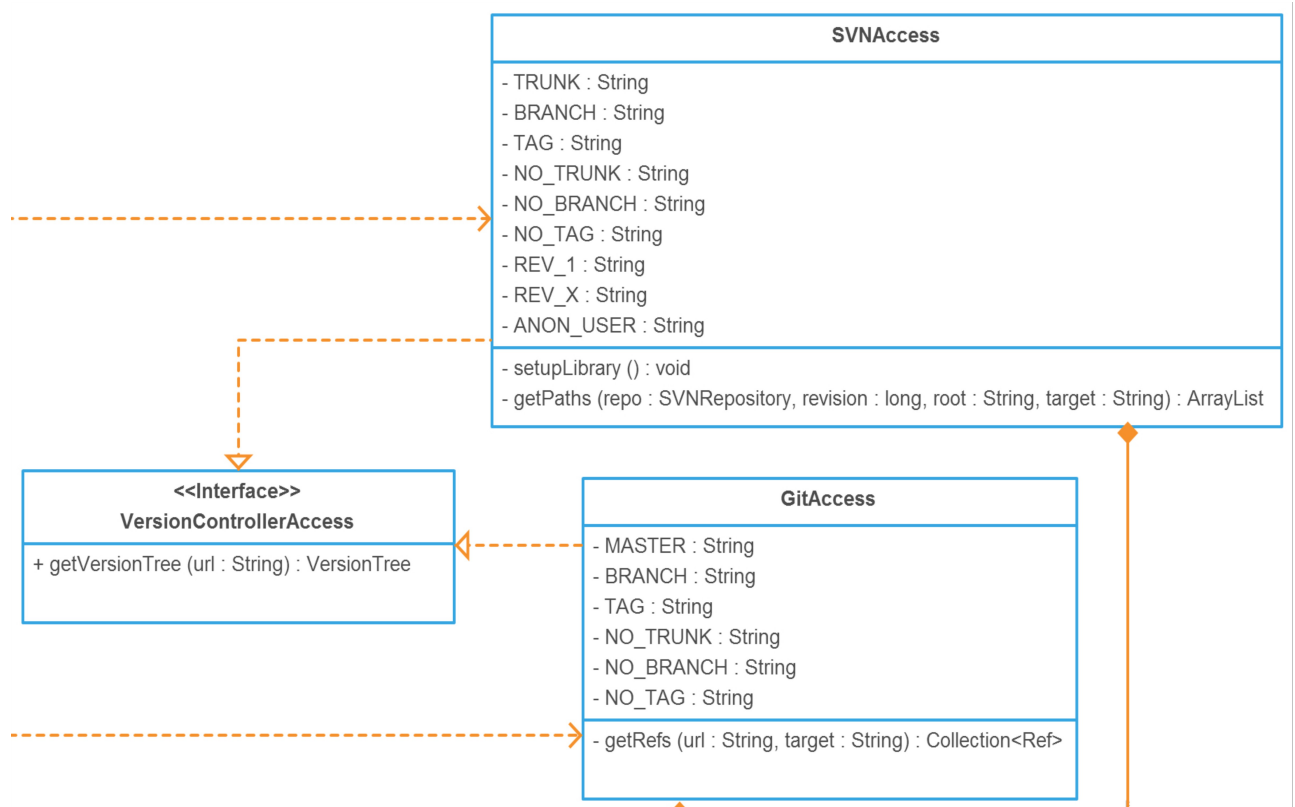 SVNAccess
- TRUNK : String
- BRANCH : String
- TAG : String
- NO_TRUNK : String
- NO_BRANCH : String
- NO_TAG : String
- REV_1 : String
- REV_X : String
- ANON_USER : String
- setupLibrary () : void
- getPaths (repo : SVNRepository, revision : long, root : String, target : String) : ArrayList
<<Interface>>
VersionControllerAccess
+ getVersionTree (url : String) : VersionTree
GitAccess
- MASTER : String
- BRANCH : String
- TAG : String
- NO_TRUNK : String
- NO_BRANCH : String
- NO_TAG : String
- getRefs (url : String, target : String) : Collection<Ref>